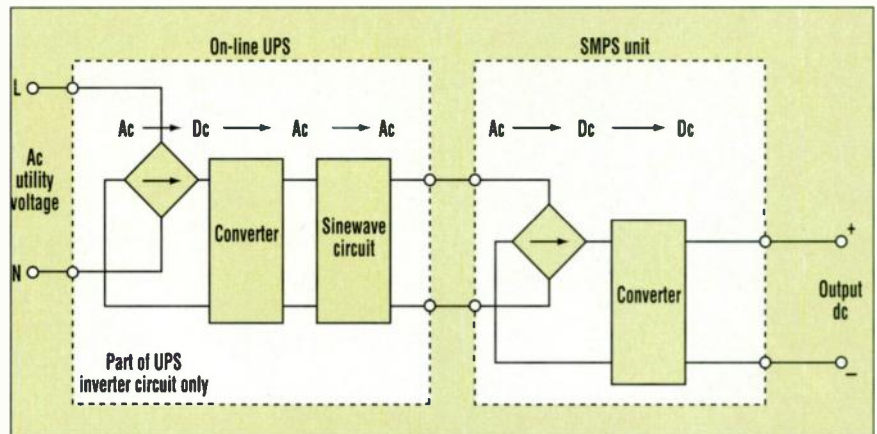 On-line UPS
SMPS unit
L
Ac → Dc → Ac → Ac
Ac → Dc → Dc
Ac
utility
voltage
Converter
Sinewave
circuit
N
Converter
+
Output
dc
−
Part of UPS
inverter circuit only